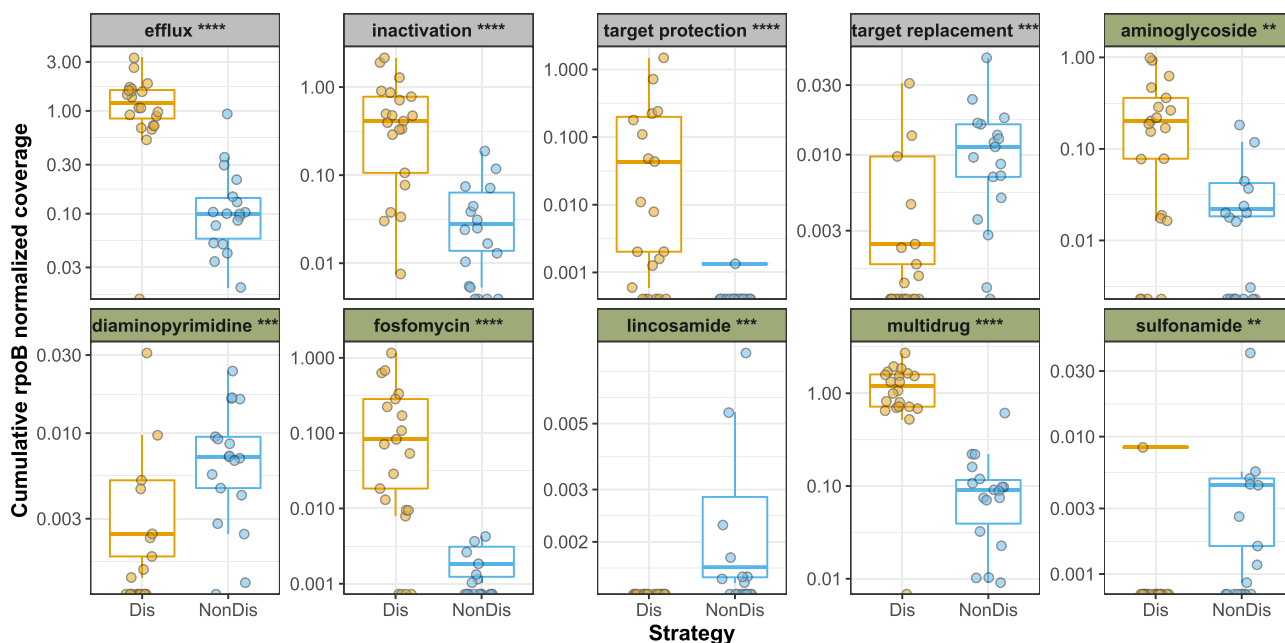 efflux ****
inactivation ****
target protection ****
target replacement ***
aminoglycoside **
3.00
1.00
0.30
0.10
0.03
1.00
0.10
0.01
1.000
0.100
0.010
0.001
0.030
0.010
0.003
1.00
0.10
0.01
diaminopyrimidine ***
fosfomycin ****
lincosamide ***
multidrug ****
sulfonamide **
0.030
0.010
0.003
1.000
0.100
0.010
0.001
0.005
0.003
0.002
1.00
0.10
0.01
0.030
0.010
0.003
0.001
Dis NonDis
Dis NonDis
Dis NonDis
Dis NonDis
Dis NonDis
Strategy
Cumulative rpoB normalized coverage